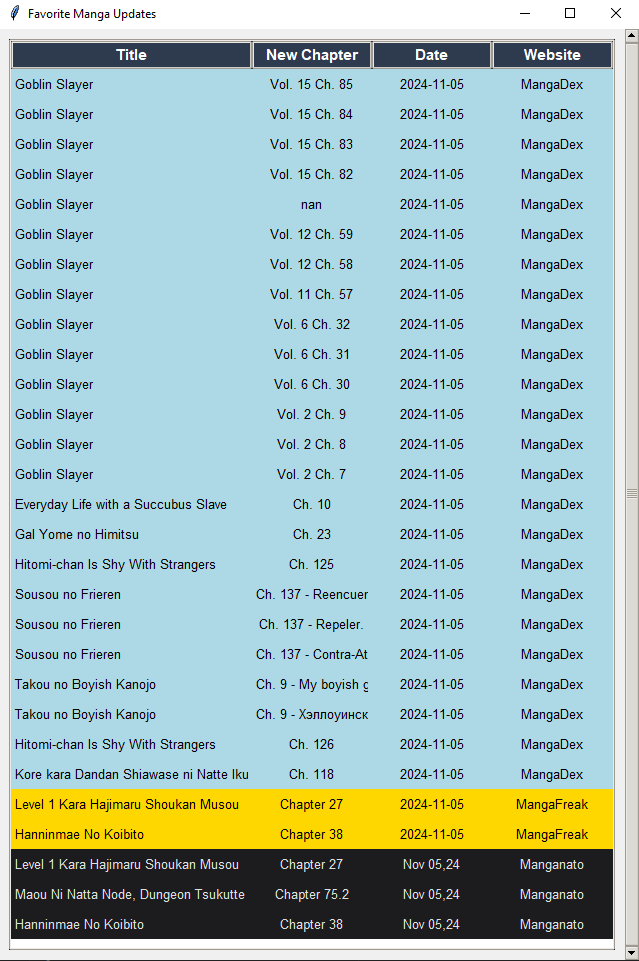 Favorite Manga Updates
Title New Chapter Date Website
Goblin Slayer Vol. 15 Ch. 85 2024-11-05 MangaDex
Goblin Slayer Vol. 15 Ch. 84 2024-11-05 MangaDex
Goblin Slayer Vol. 15 Ch. 83 2024-11-05 MangaDex
Goblin Slayer Vol. 15 Ch. 82 2024-11-05 MangaDex
Goblin Slayer nan 2024-11-05 MangaDex
Goblin Slayer Vol. 12 Ch. 59 2024-11-05 MangaDex
Goblin Slayer Vol. 12 Ch. 58 2024-11-05 MangaDex
Goblin Slayer Vol. 11 Ch. 57 2024-11-05 MangaDex
Goblin Slayer Vol. 6 Ch. 32 2024-11-05 MangaDex
Goblin Slayer Vol. 6 Ch. 31 2024-11-05 MangaDex
Goblin Slayer Vol. 6 Ch. 30 2024-11-05 MangaDex
Goblin Slayer Vol. 2 Ch. 9 2024-11-05 MangaDex
Goblin Slayer Vol. 2 Ch. 8 2024-11-05 MangaDex
Goblin Slayer Vol. 2 Ch. 7 2024-11-05 MangaDex
Everyday Life with a Succubus Slave Ch. 10 2024-11-05 MangaDex
Gal Yome no Himitsu Ch. 23 2024-11-05 MangaDex
Hitomi-chan Is Shy With Strangers Ch. 125 2024-11-05 MangaDex
Sousou no Frieren Ch. 137 - Reencuer 2024-11-05 MangaDex
Sousou no Frieren Ch. 137 - Repeler. 2024-11-05 MangaDex
Sousou no Frieren Ch. 137 - Contra-At 2024-11-05 MangaDex
Takou no Boyish Kanojo Ch. 9 - My boyish g 2024-11-05 MangaDex
Takou no Boyish Kanojo Ch. 9 - Хэллоуинск 2024-11-05 MangaDex
Hitomi-chan Is Shy With Strangers Ch. 126 2024-11-05 MangaDex
Kore kara Dandan Shiawase ni Natte Iku Ch. 118 2024-11-05 MangaDex
Level 1 Kara Hajimaru Shoukan Musou Chapter 27 2024-11-05 MangaFreak
Hanninmae No Koibito Chapter 38 2024-11-05 MangaFreak
Level 1 Kara Hajimaru Shoukan Musou Chapter 27 Nov 05,24 Manganato
Maou Ni Natta Node, Dungeon Tsukutte Chapter 75.2 Nov 05,24 Manganato
Hanninmae No Koibito Chapter 38 Nov 05,24 Manganato